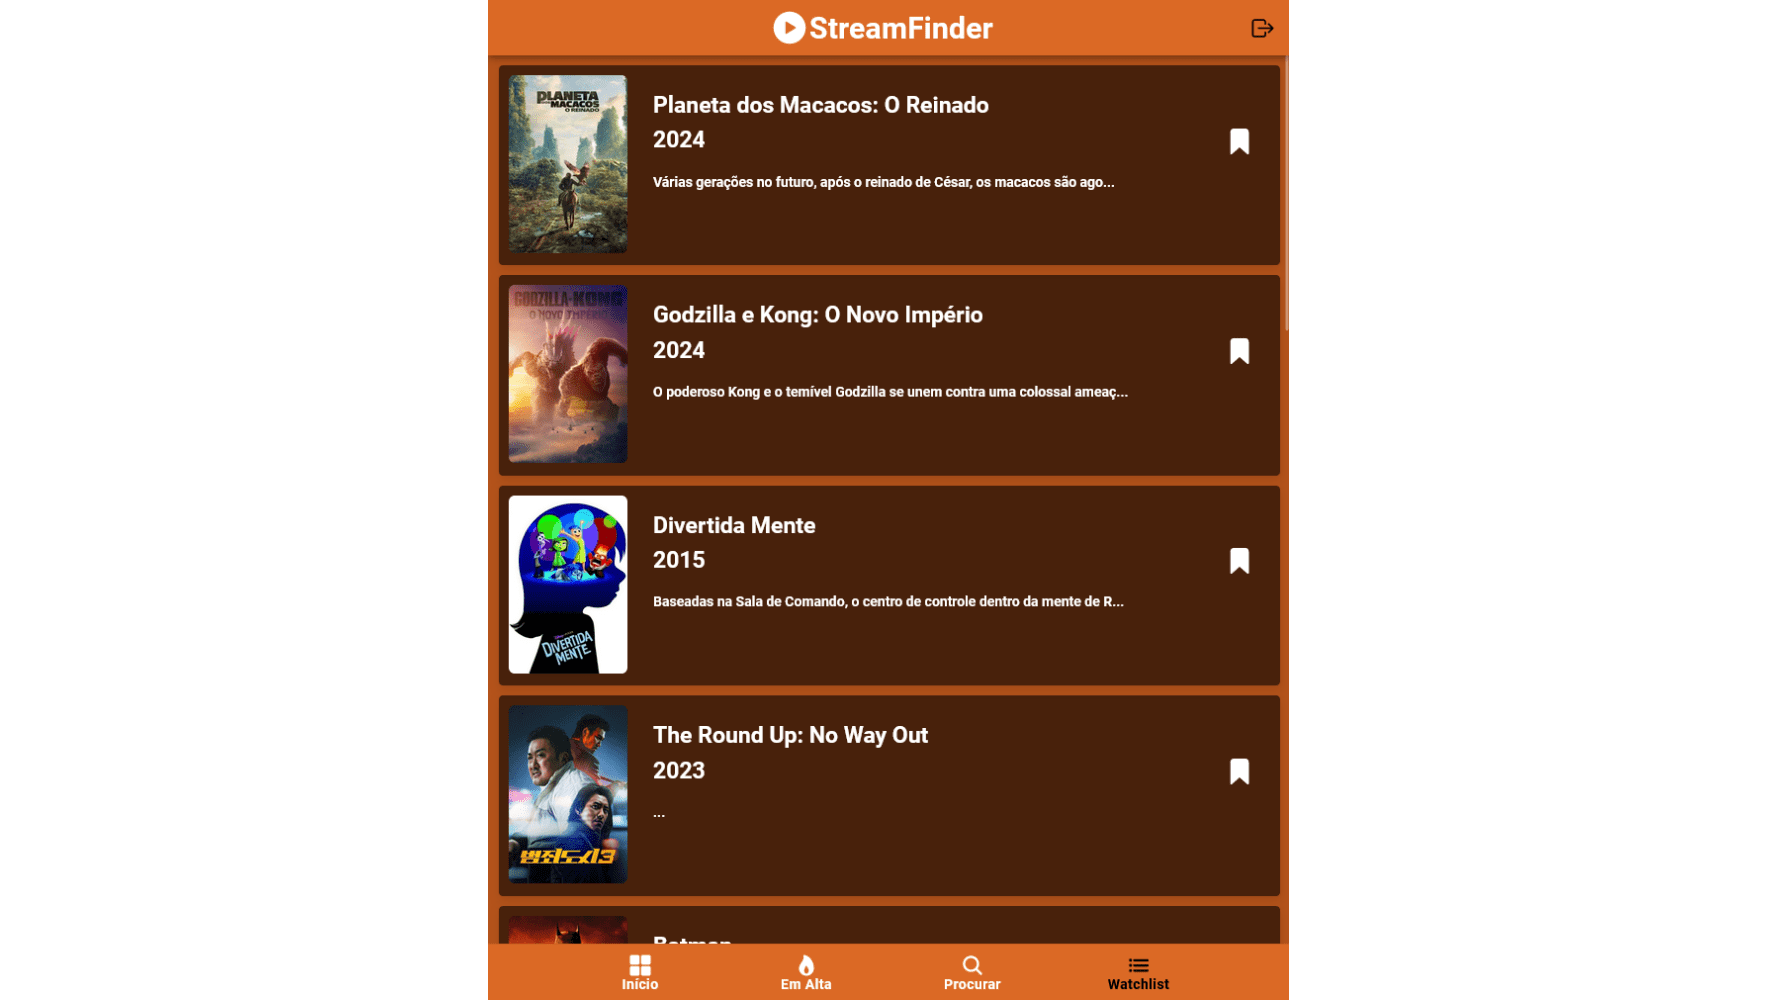 StreamFinder
PLANETA
DOS MACACOS
O REINADO
Planeta dos Macacos: O Reinado
2024
Várias gerações no futuro, após o reinado de César, os macacos são ago...
GODZILLA KONG
O NOVO IMPÉRIO
Godzilla e Kong: O Novo Império
2024
O poderoso Kong e o temível Godzilla se unem contra uma colossal ameaç...
DIVERTIDA
MENTE
Divertida Mente
2015
Baseadas na Sala de Comando, o centro de controle dentro da mente de R...
범죄도시3
The Round Up: No Way Out
2023
...
Batman
Início
Em Alta
Procurar
Watchlist